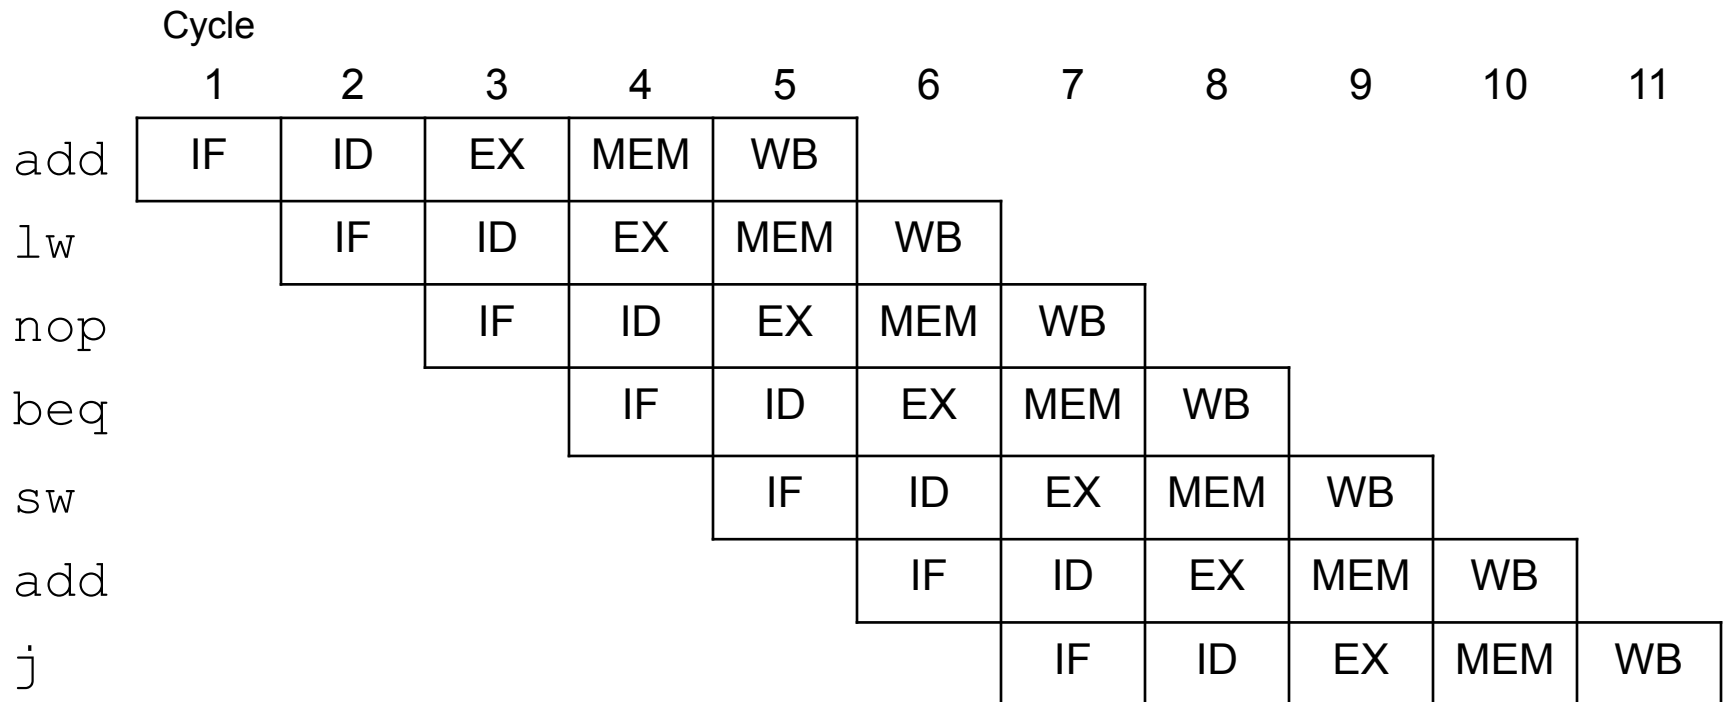 Cycle
1 2 3 4 5 6 7 8 9 10 11
add IF ID EX MEM WB
lw IF ID EX MEM WB
nop IF ID EX MEM WB
beq IF ID EX MEM WB
sw IF ID EX MEM WB
add IF ID EX MEM WB
j IF ID EX MEM WB